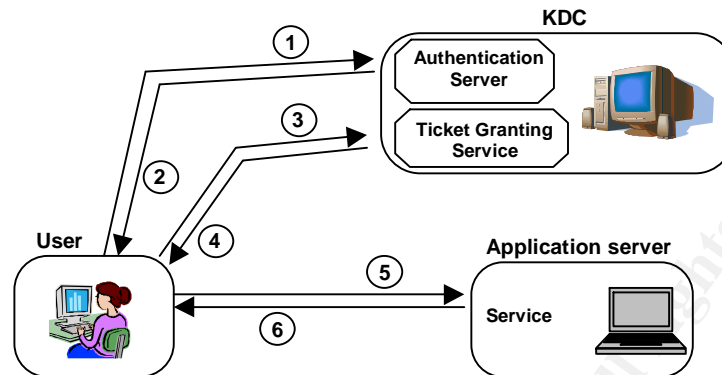 KDC
1
Authentication
Server
3
Ticket Granting
Service
2
4
User
Application server
5
Service
6